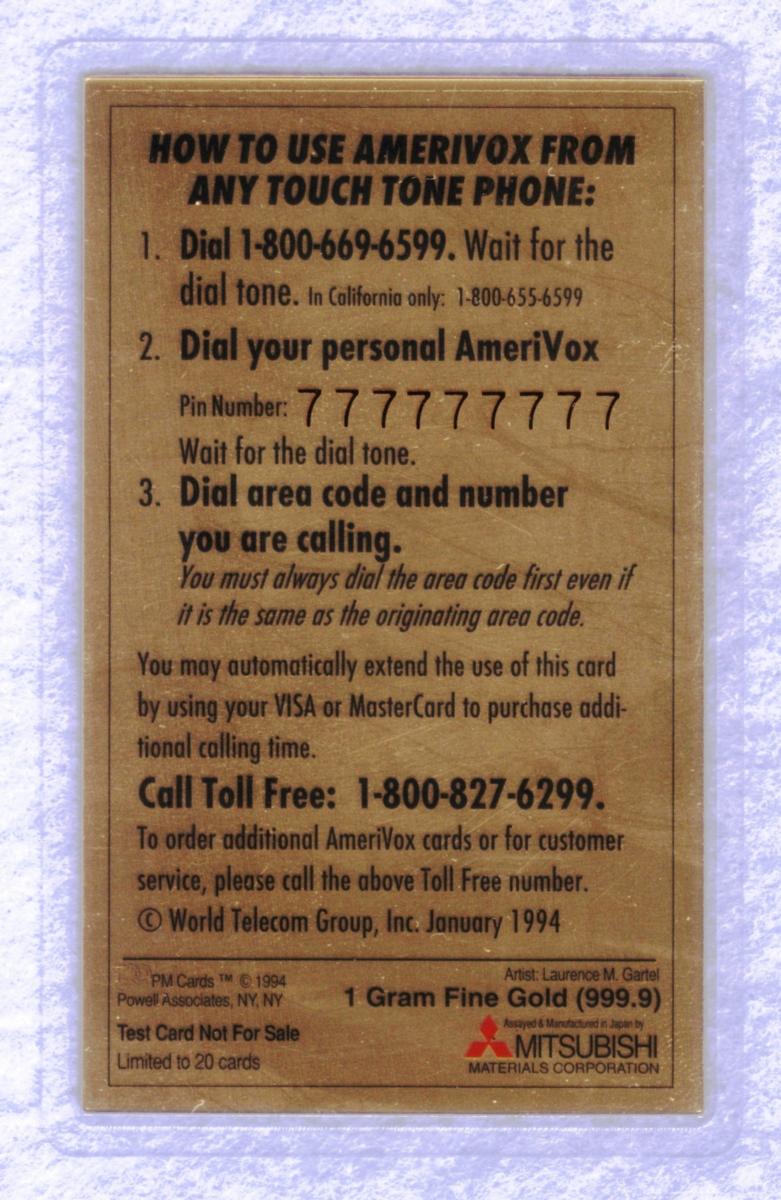 HOW TO USE AMERIVOX FROM
ANY TOUCH TONE PHONE:
1. Dial 1-800-669-6599. Wait for the
dial tone. In California only: 1-800-655-6599
2. Dial your personal AmeriVox
Pin Number: 777777777
Wait for the dial tone.
3. Dial area code and number
you are calling.
You must always dial the area code first even if
it is the same as the originating area code.
You may automatically extend the use of this card
by using your VISA or MasterCard to purchase addi-
tional calling time.
Call Toll Free: 1-800-827-6299.
To order additional AmeriVox cards or for customer
service, please call the above Toll Free number.
© World Telecom Group, Inc. January 1994
PM Cards ™ © 1994
Powell Associates, NY, NY
Test Card Not For Sale
Limited to 20 cards
Artist: Laurence M. Gartel
1 Gram Fine Gold (999.9)
Assayed & Manufactured in Japan by
MITSUBISHI
MATERIALS CORPORATION